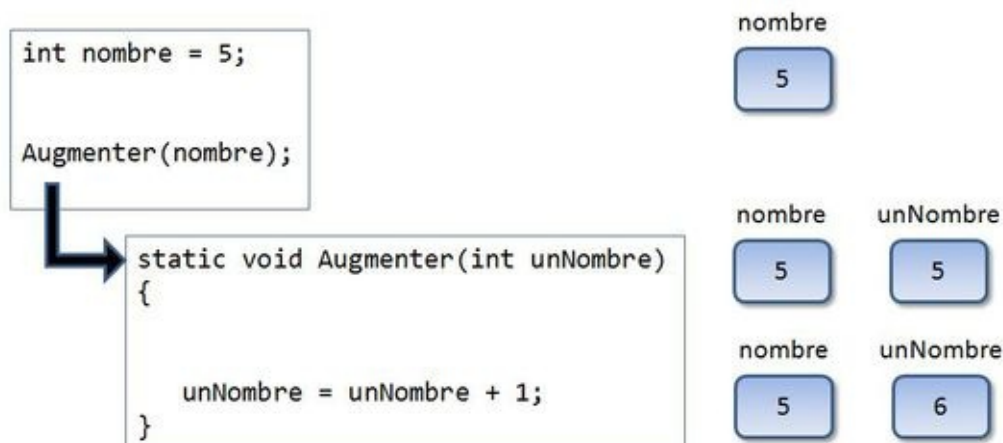 int nombre = 5;
Augmenter(nombre);
nombre
5
static void Augmenter(int unNombre)
{
unNombre = unNombre + 1;
}
nombre unNombre
5 5
nombre unNombre
5 6